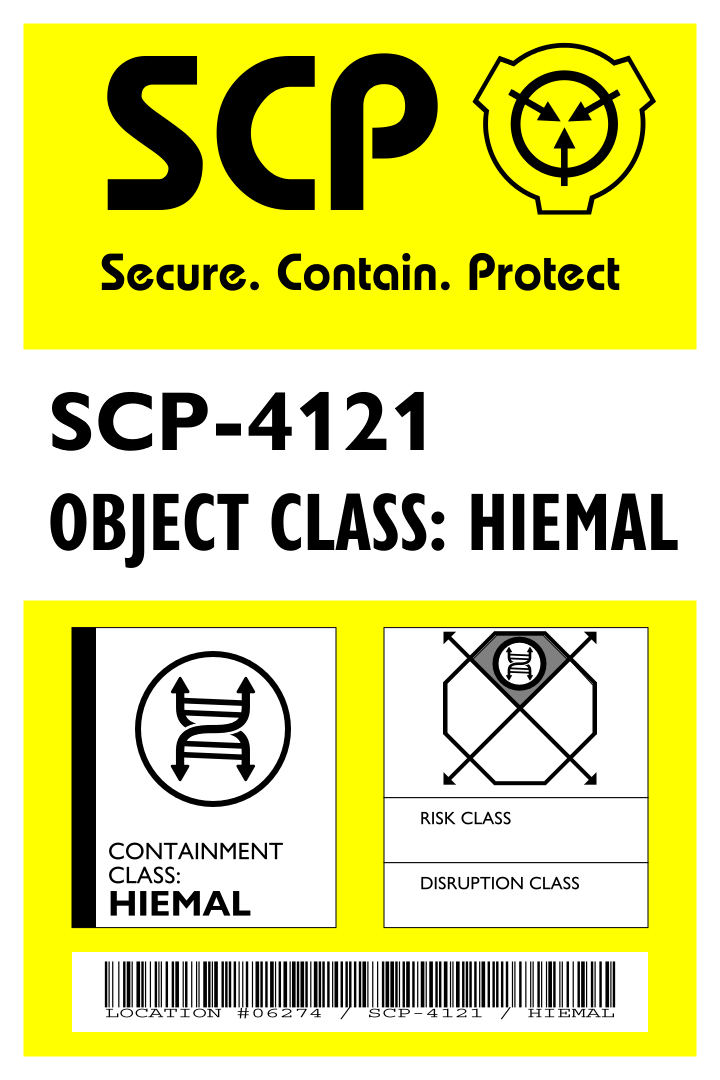 SCP
Secure. Contain. Protect
SCP-4121
OBJECT CLASS: HIEMAL
CONTAINMENT
CLASS:
HIEMAL
RISK CLASS
DISRUPTION CLASS
LOCATION #06274 / SCP-4121 / HIEMAL